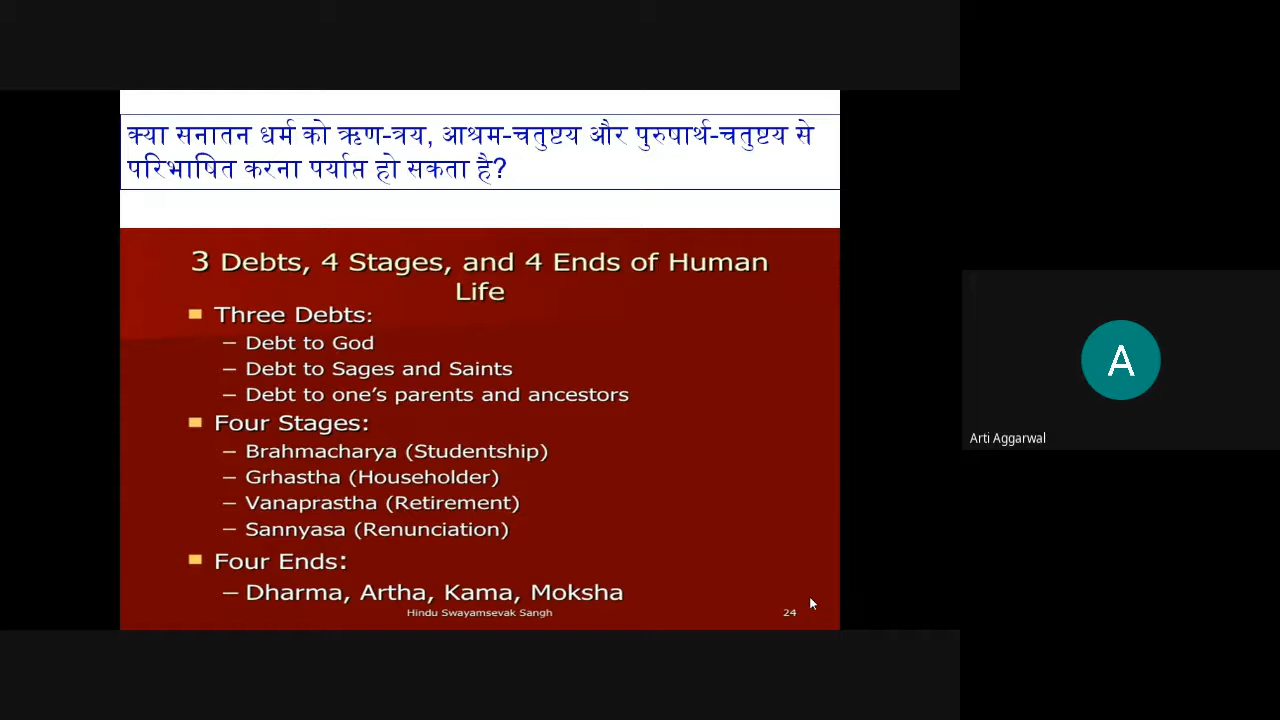 क्या सनातन धर्म को ऋण-त्रय, आश्रम-चतुष्टय और पुरुषार्थ-चतुष्टय से
परिभाषित करना पर्याप्त हो सकता है?
3 Debts, 4 Stages, and 4 Ends of Human
Life
Three Debts:
– Debt to God
– Debt to Sages and Saints
– Debt to one's parents and ancestors
Four Stages:
– Brahmacharya (Studentship)
– Grhastha (Householder)
– Vanaprastha (Retirement)
– Sannyasa (Renunciation)
Four Ends:
– Dharma, Artha, Kama, Moksha
Hindu Swayamsevak Sangh 24
A
Arti Aggarwal